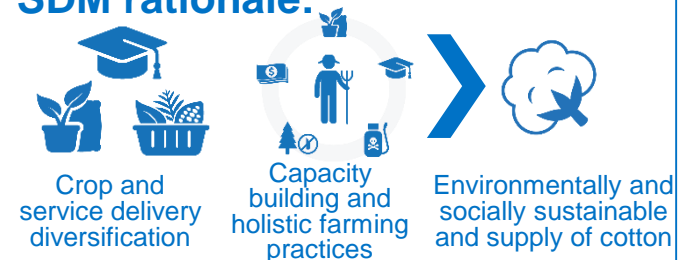 SDM rationale:
Crop and
service delivery
diversification
Capacity
building and
holistic farming
practices
Environmentally and
socially sustainable
and supply of cotton